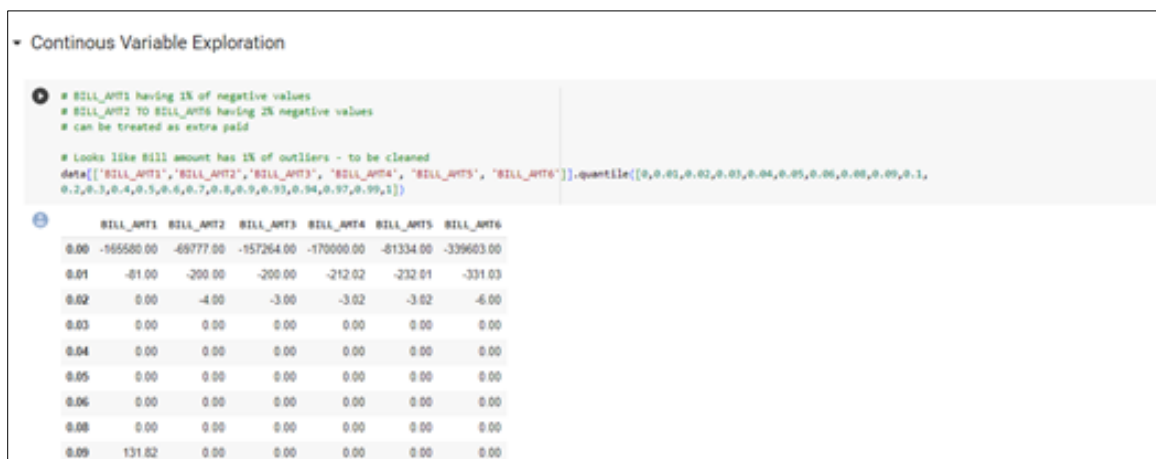 Continous Variable Exploration
# BILL_AMT1 having 1% of negative values
# BILL_AMT2 TO BILL_AMT6 having 2% negative values
# can be treated as extra paid
# Looks like Bill amount has 1% of outliers - to be cleaned
data[['BILL_AMT1','BILL_AMT2','BILL_AMT3', 'BILL_AMT4', 'BILL_AMT5', 'BILL_AMT6']].quantile([0,0.01,0.02,0.03,0.04,0.05,0.06,0.08,0.09,0.1,
0.2,0.3,0.4,0.5,0.6,0.7,0.8,0.9,0.93,0.94,0.97,0.99,1])
BILL_AMT1 BILL_AMT2 BILL_AMT3 BILL_AMT4 BILL_AMT5 BILL_AMT6
0.00 -165580.00 -69777.00 -157264.00 -170000.00 -81334.00 -339603.00
0.01 -81.00 -200.00 -200.00 -212.02 -232.01 -331.03
0.02 0.00 -4.00 -3.00 -3.02 -3.02 -6.00
0.03 0.00 0.00 0.00 0.00 0.00 0.00
0.04 0.00 0.00 0.00 0.00 0.00 0.00
0.05 0.00 0.00 0.00 0.00 0.00 0.00
0.06 0.00 0.00 0.00 0.00 0.00 0.00
0.08 0.00 0.00 0.00 0.00 0.00 0.00
0.09 131.82 0.00 0.00 0.00 0.00 0.00